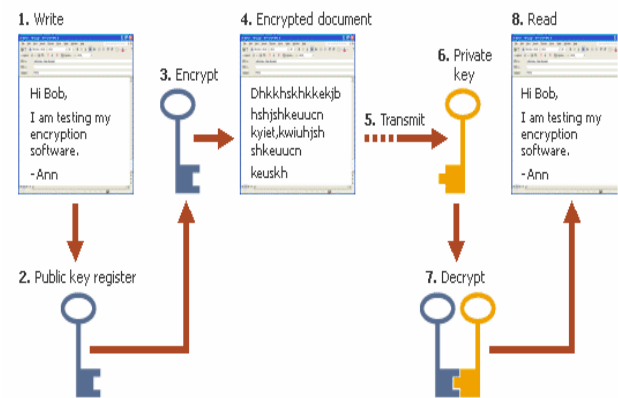 1. Write
Hi Bob,
I am testing my
encryption
software.
-Ann
2. Public key register
3. Encrypt
4. Encrypted document
Dhkkhskhkkekjb
hshjshkeuucn
kyiet,kwiuhjsh
shkeuucn
keuskh
5. Transmit
6. Private
key
7. Decrypt
8. Read
Hi Bob,
I am testing my
encryption
software.
-Ann